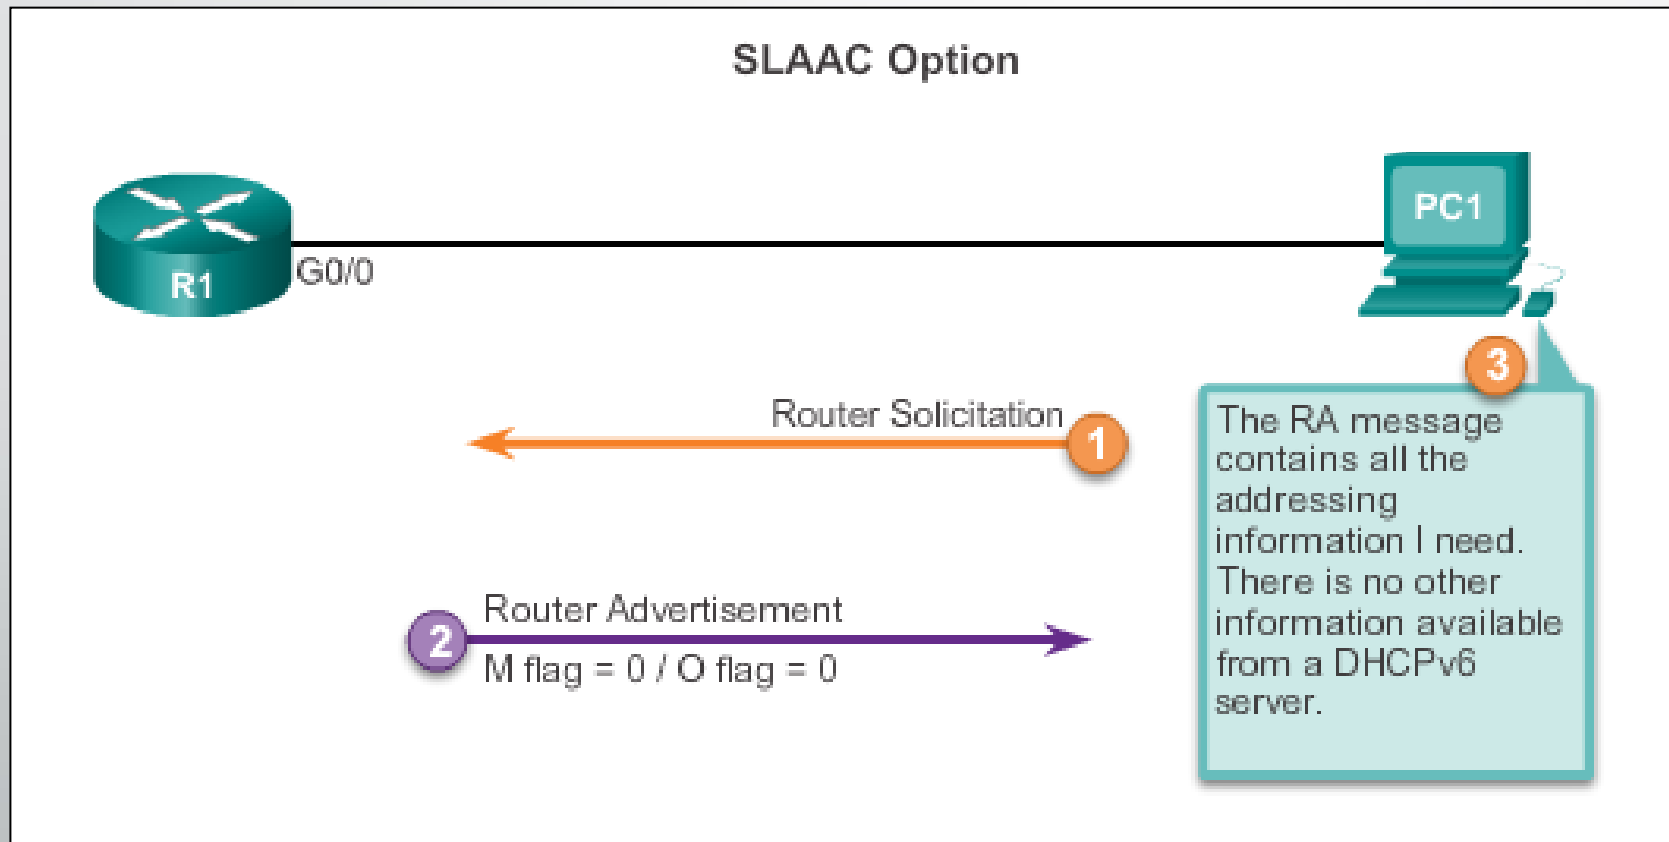 SLAAC Option
PC1
R1
G0/0
Router Solicitation
1
2
Router Advertisement
M flag = 0 / O flag = 0
3
The RA message
contains all the
addressing
information I need.
There is no other
information available
from a DHCPv6
server.